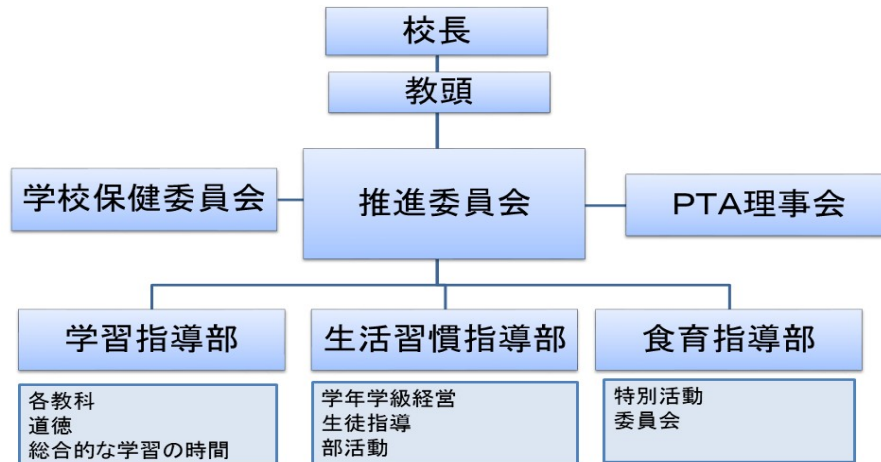 校長
教頭
学校保健委員会
推進委員会
PTA理事会
学習指導部
生活習慣指導部
食育指導部
各教科
道徳
総合的な学習の時間
学年学級経営
生徒指導
部活動
特別活動
委員会